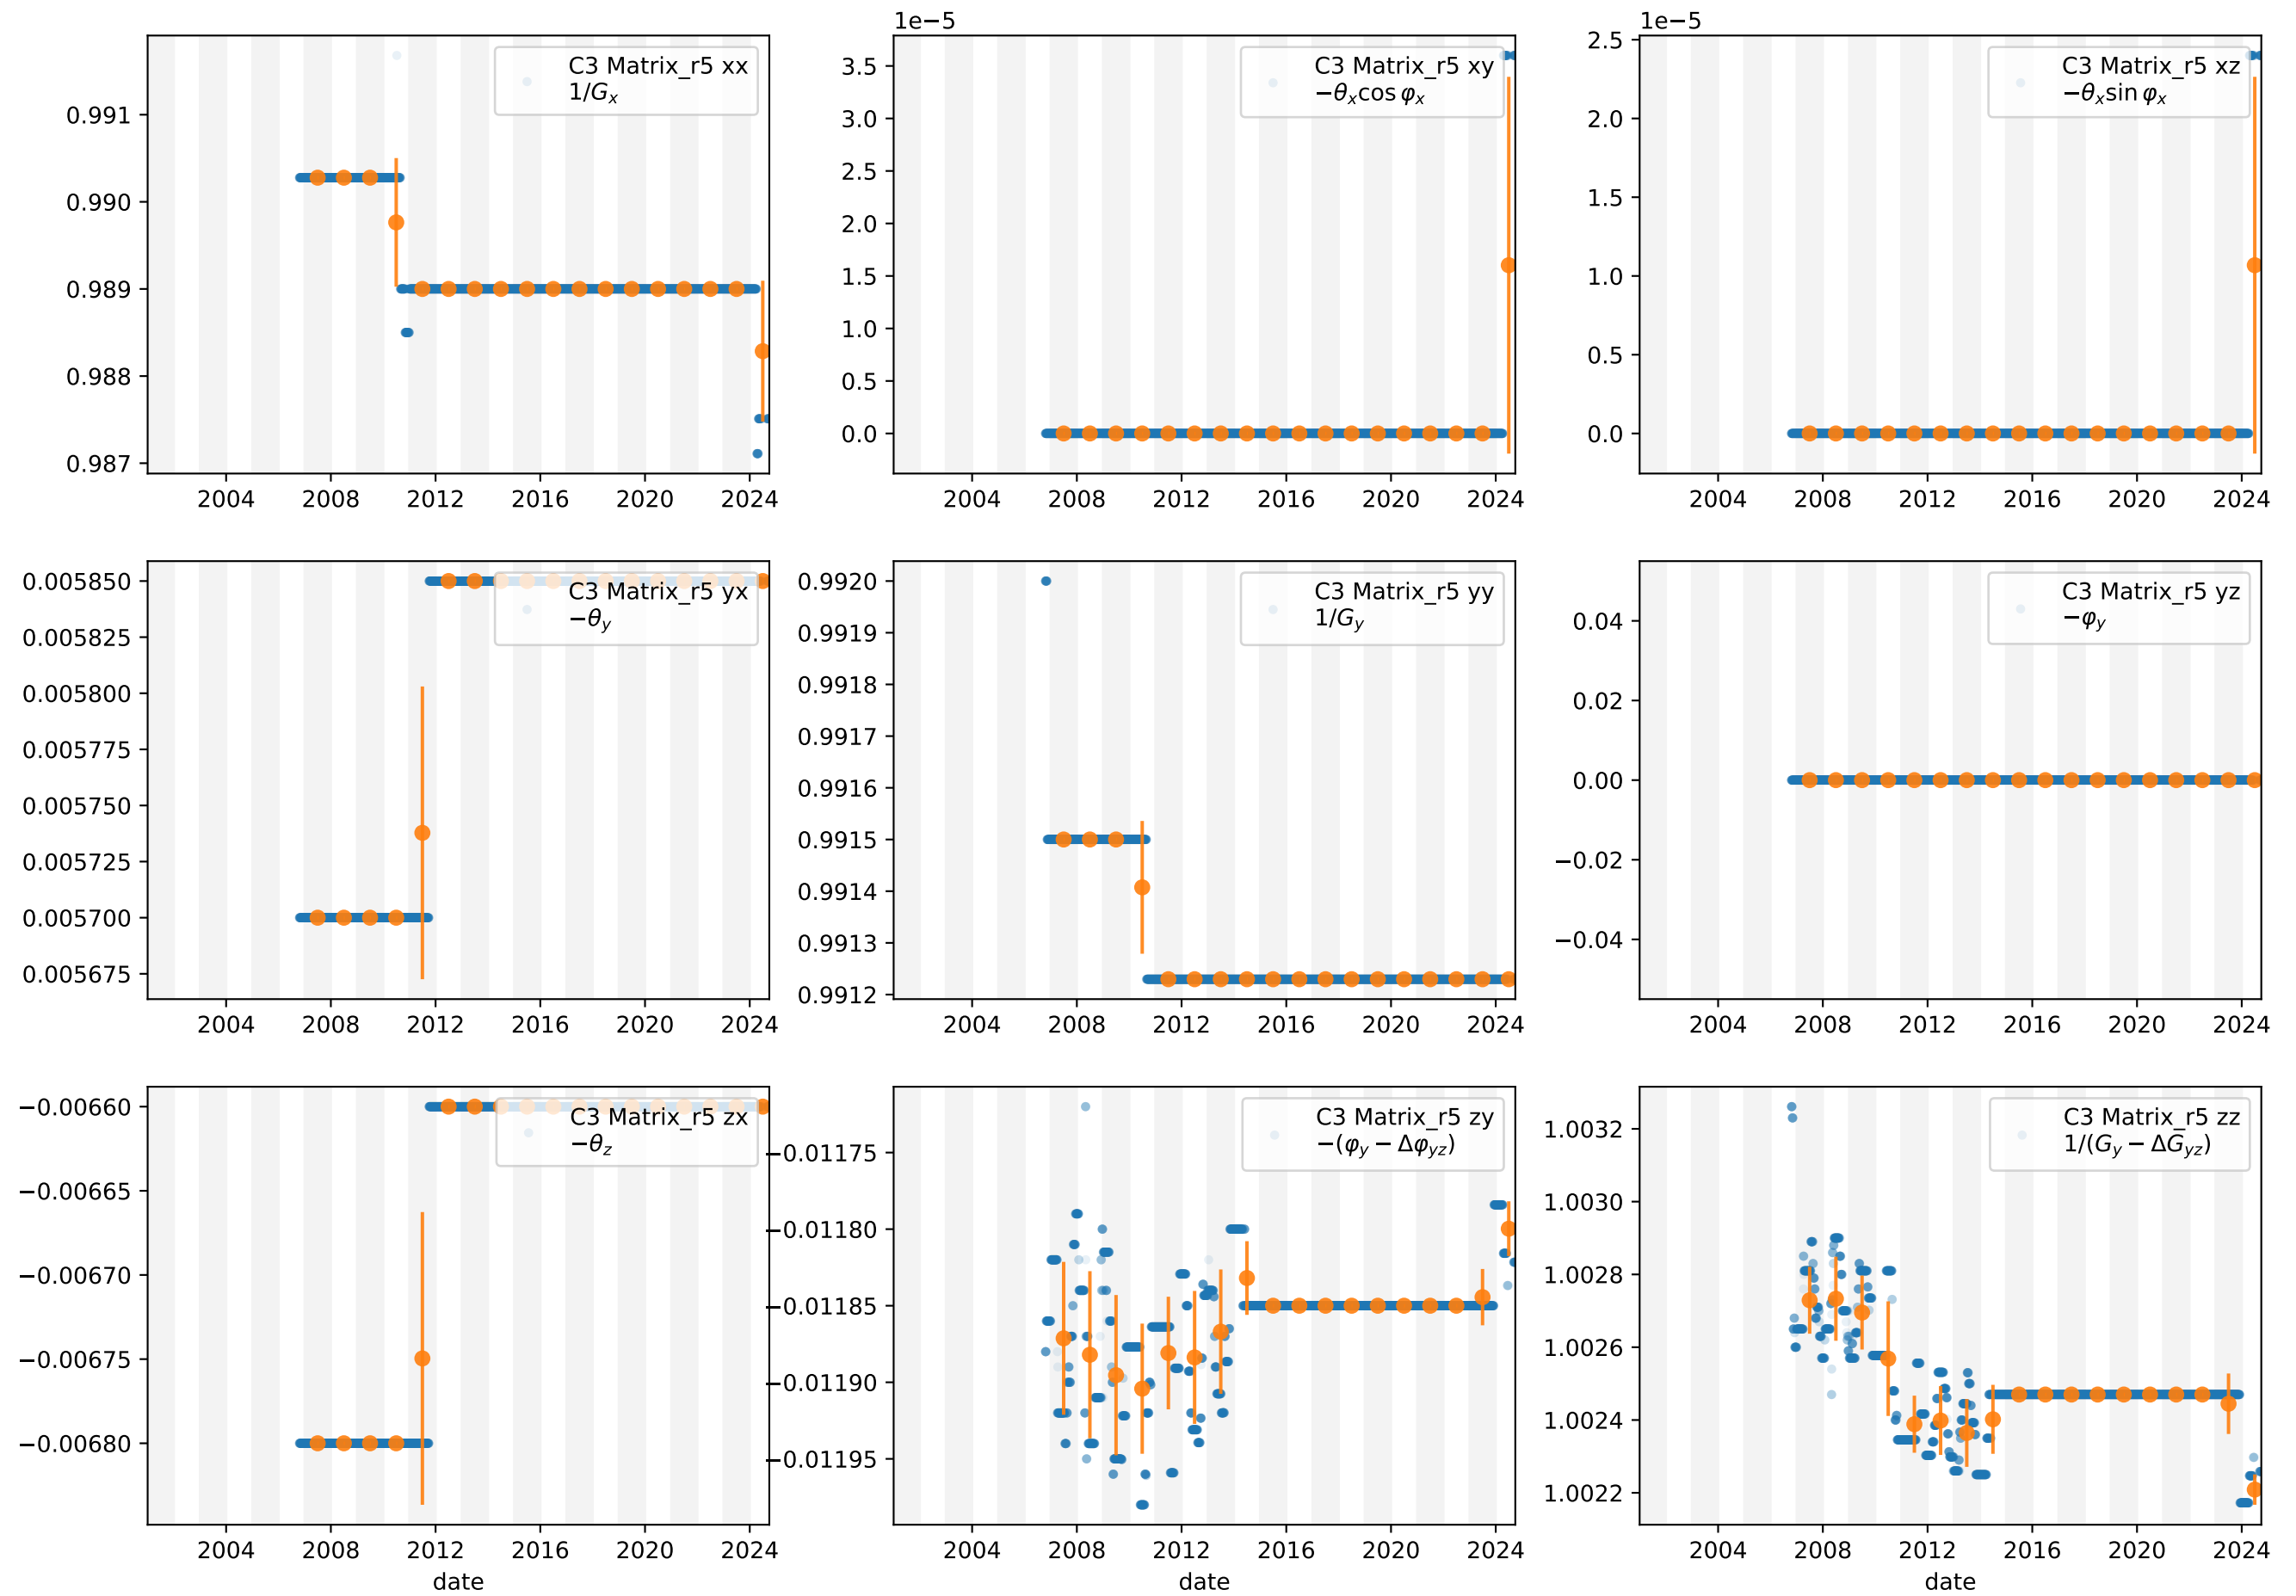 1e−5
1e−5
C3 Matrix_r5 xx
1/Gₓ
0.991
0.990
0.989
0.988
0.987
2004 2008 2012 2016 2020 2024
C3 Matrix_r5 xy
−θₓcos φₓ
3.5
3.0
2.5
2.0
1.5
1.0
0.5
0.0
2004 2008 2012 2016 2020 2024
C3 Matrix_r5 xz
−θₓsin φₓ
2.5
2.0
1.5
1.0
0.5
0.0
2004 2008 2012 2016 2020 2024
C3 Matrix_r5 yx
−θ_y
0.005850
0.005825
0.005800
0.005775
0.005750
0.005725
0.005700
0.005675
2004 2008 2012 2016 2020 2024
C3 Matrix_r5 yy
1/G_y
0.9920
0.9919
0.9918
0.9917
0.9916
0.9915
0.9914
0.9913
0.9912
2004 2008 2012 2016 2020 2024
C3 Matrix_r5 yz
−φ_y
0.04
0.02
0.00
−0.02
−0.04
2004 2008 2012 2016 2020 2024
C3 Matrix_r5 zx
−θ_z
−0.00660
−0.00665
−0.00670
−0.00675
−0.00680
2004 2008 2012 2016 2020 2024
date
C3 Matrix_r5 zy
−(φ_y − Δφ_yz)
−0.01175
−0.01180
−0.01185
−0.01190
−0.01195
2004 2008 2012 2016 2020 2024
date
C3 Matrix_r5 zz
1/(G_y − ΔG_yz)
1.0032
1.0030
1.0028
1.0026
1.0024
1.0022
2004 2008 2012 2016 2020 2024
date